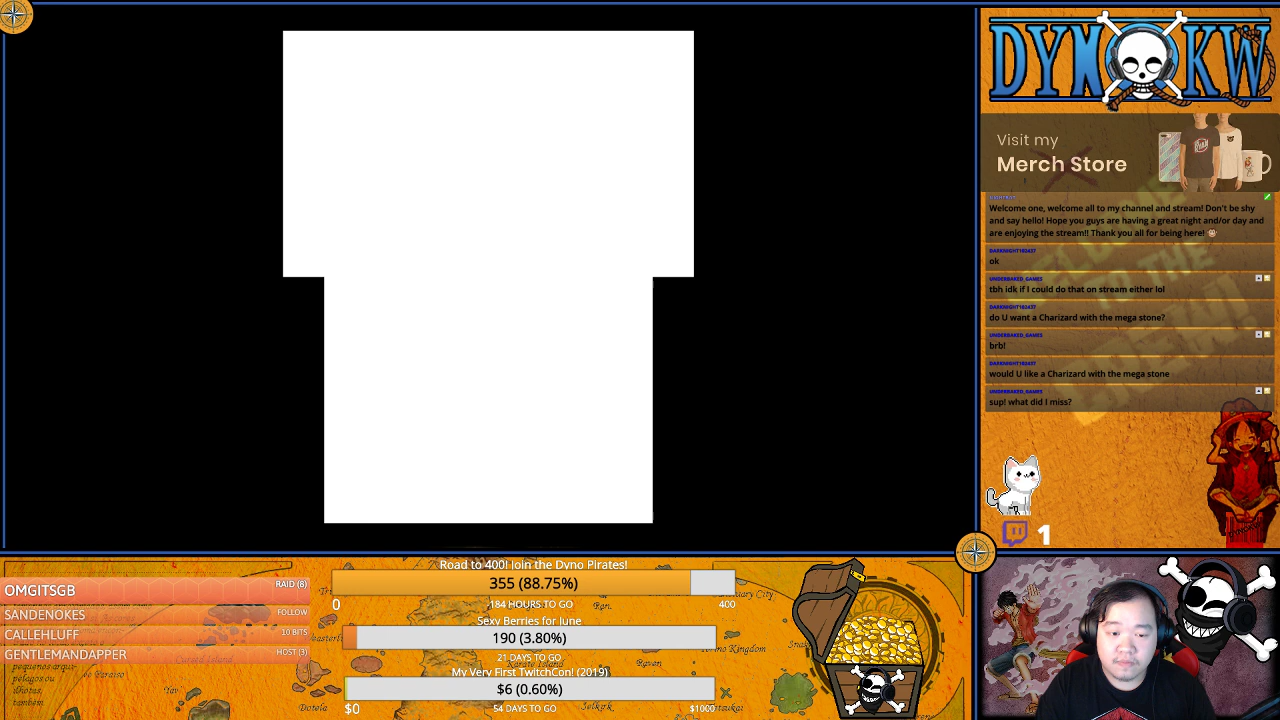 DYNOKW
Visit my
Merch Store
Welcome one, welcome all to my channel and stream! Don't be shy
and say hello! Hope you guys are having a great night and/or day and
are enjoying the stream!! Thank you all for being here!
DARKNIGHT183437
ok
UNDERBAKED_GAMES
tbh idk if I could do that on stream either lol
DARKNIGHT183437
do U want a Charizard with the mega stone?
UNDERBAKED_GAMES
brb!
DARKNIGHT183437
would U like a Charizard with the mega stone
UNDERBAKED_GAMES
sup! what did I miss?
1
OMGITSGB
RAID (8)
SANDENOKES
FOLLOW
CALLEHLUFF
10 BITS
GENTLEMANDAPPER
HOST (3)
Road to 400! Join the Dyno Pirates!
355 (88.75%)
0
184 HOURS TO GO
400
Sexy Berries for June
190 (3.80%)
21 DAYS TO GO
My Very First TwitchCon! (2019)
$6 (0.60%)
$0
54 DAYS TO GO
$1000